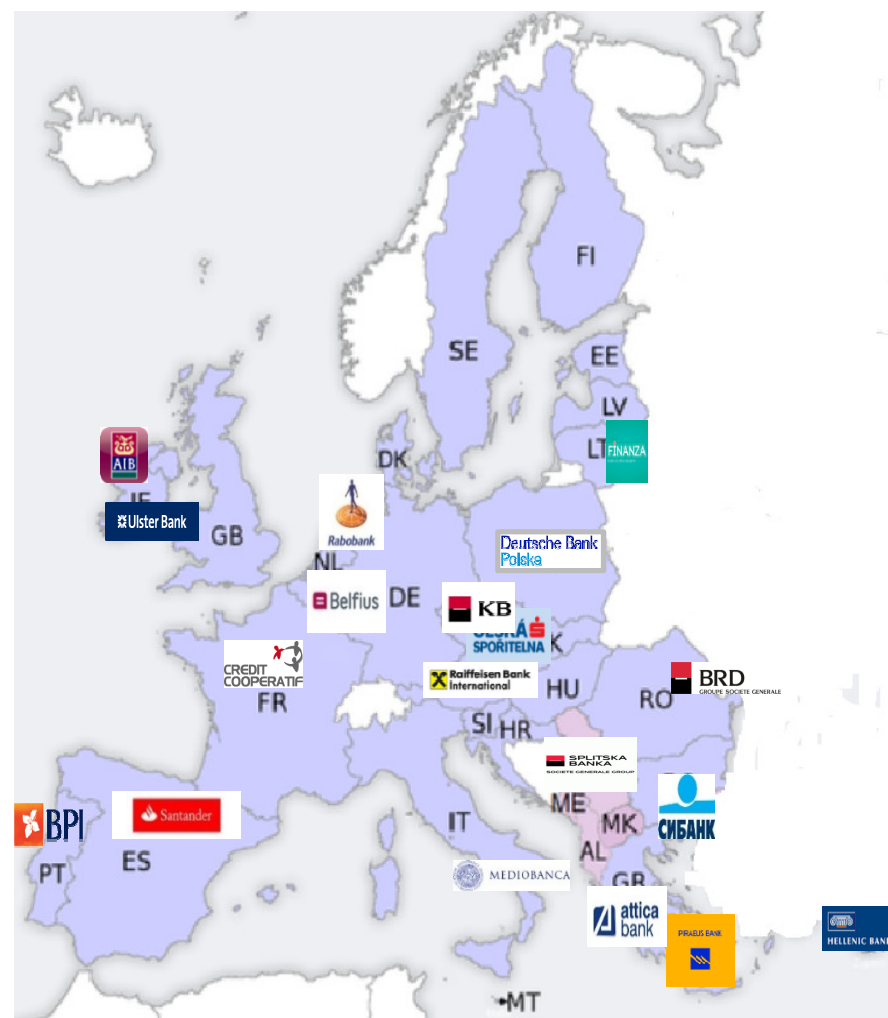 FI
SE
EE
LV
LT
FİNANZA
DK
AIB
Ulster Bank
GB
Rabobank
NL
Deutsche Bank
Polska
Belfius
DE
KB
ČESKÁ
SPOŘITELNA
K
CREDIT
COOPERATIF
FR
Raiffeisen Bank
International
HU
RO
BRD
GROUPE SOCIETE GENERALE
SI
HR
SPLITSKA
BANKA
SOCIETE GENERALE GROUP
ME
MK
AL
СИБАНК
BPI
Santander
PT
ES
IT
MEDIOBANCA
GR
attica
bank
PIRAEUS BANK
HELLENIC BANK
MT